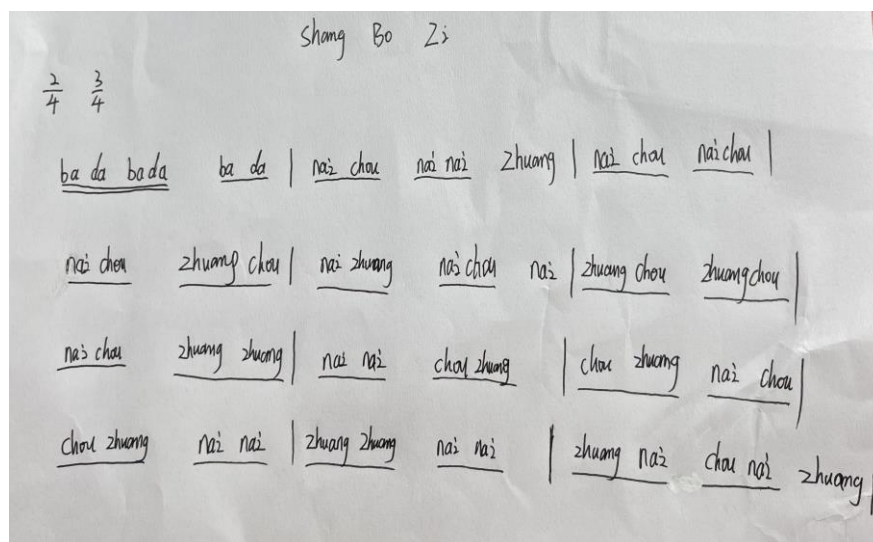 Shang Bo Zi
2/4 3/4
ba da bada ba da | nai chou nai nai zhuang | nai chou nai chou |
nai chou zhuang chou | nai zhuang nai chou nai | zhuang chou zhuang chou |
nai chou zhuang zhuang | nai nai chou zhuang | chou zhuang nai chou |
chou zhuang nai nai | zhuang zhuang nai nai | zhuang nai chou nai zhuang |